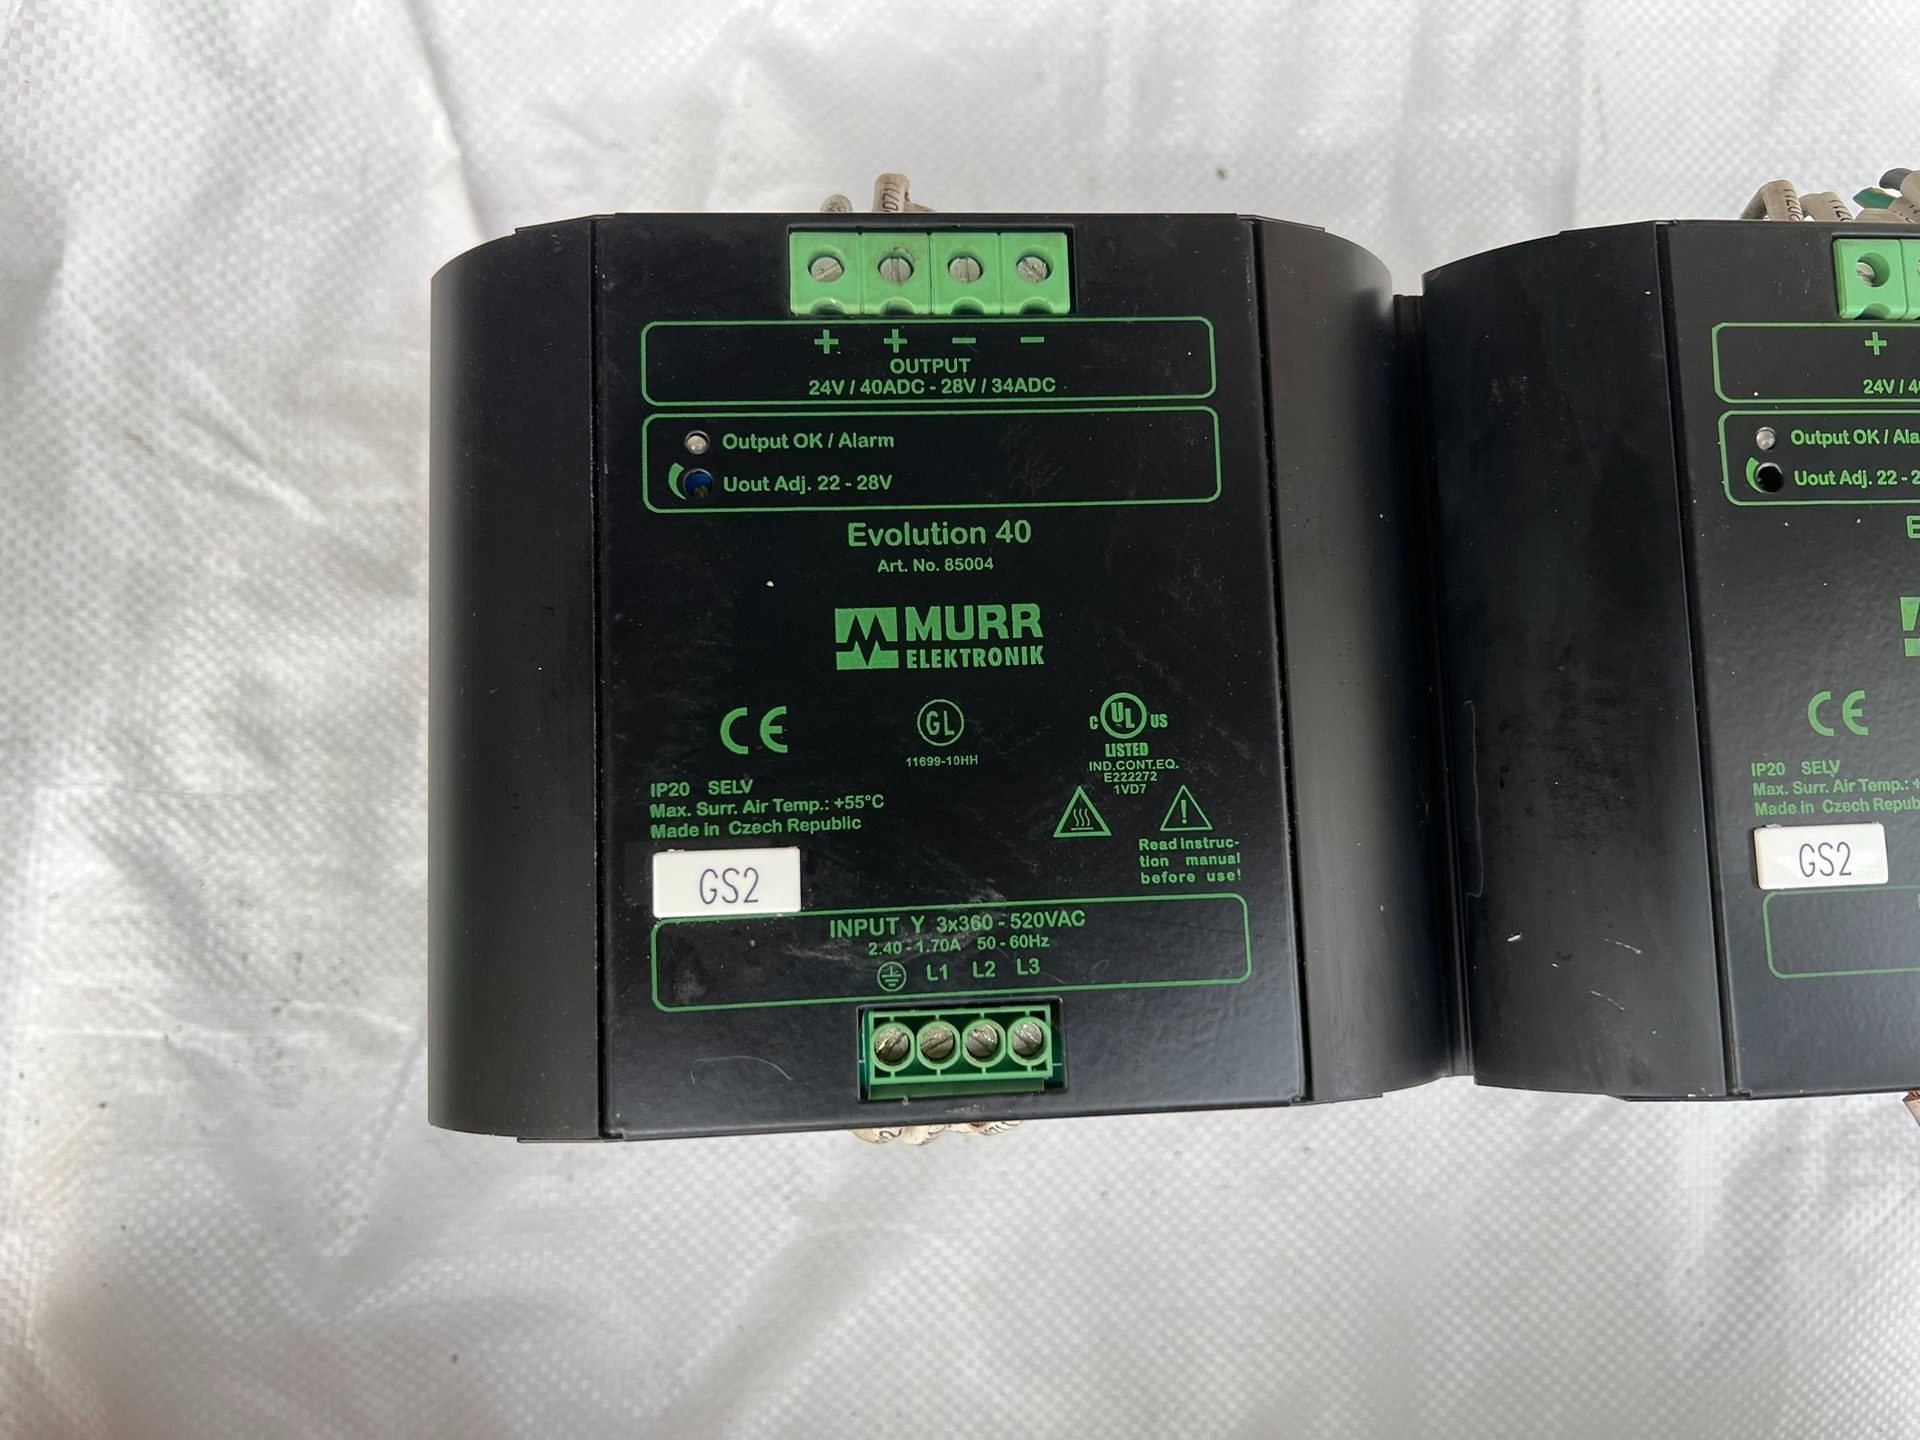 + + − −
OUTPUT
24V / 40ADC - 28V / 34ADC
Output OK / Alarm
Uout Adj. 22 - 28V
Evolution 40
Art. No. 85004
MURR
ELEKTRONIK
CE
GL
11699-10HH
C UL US
LISTED
IND.CONT.EQ.
E222272
1VD7
IP20 SELV
Max. Surr. Air Temp.: +55°C
Made in Czech Republic
Read instruc-
tion manual
before use!
GS2
INPUT Y 3x360 - 520VAC
2.40 - 1.70A 50 - 60Hz
L1 L2 L3
+
24V / 4
Output OK / Ala
Uout Adj. 22 - 2
E
CE
IP20 SELV
Max. Surr. Air Temp.: +
Made in Czech Repub
GS2